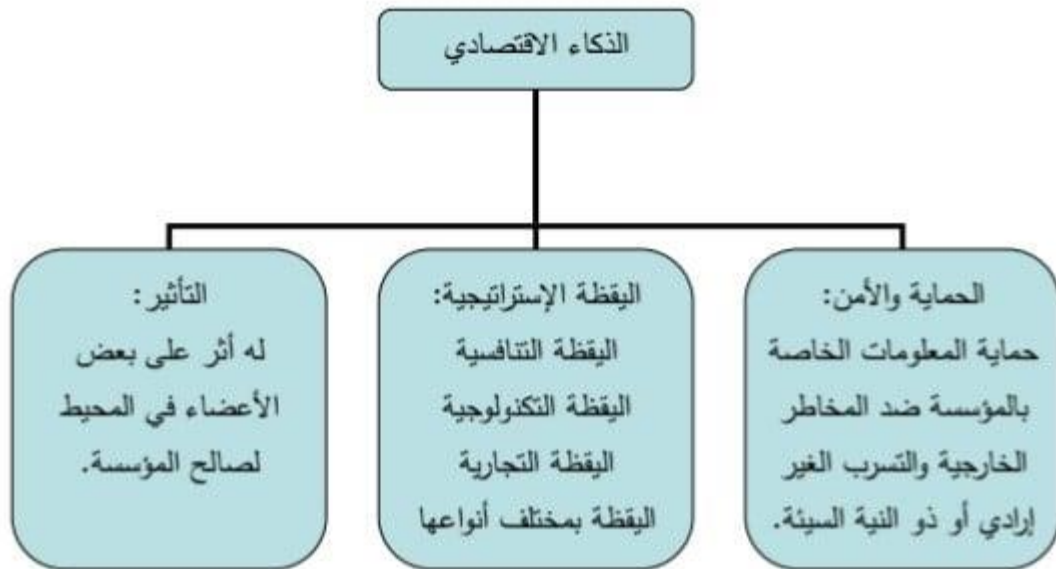 الذكاء الاقتصادي
الحماية والأمن:
حماية المعلومات الخاصة
بالمؤسسة ضد المخاطر
الخارجية والتسرب الغير
إرادي أو ذو النية السيئة.
اليقظة الإستراتيجية:
اليقظة التنافسية
اليقظة التكنولوجية
اليقظة التجارية
اليقظة بمختلف أنواعها
التأثير:
له أثر على بعض
الأعضاء في المحيط
لصالح المؤسسة.